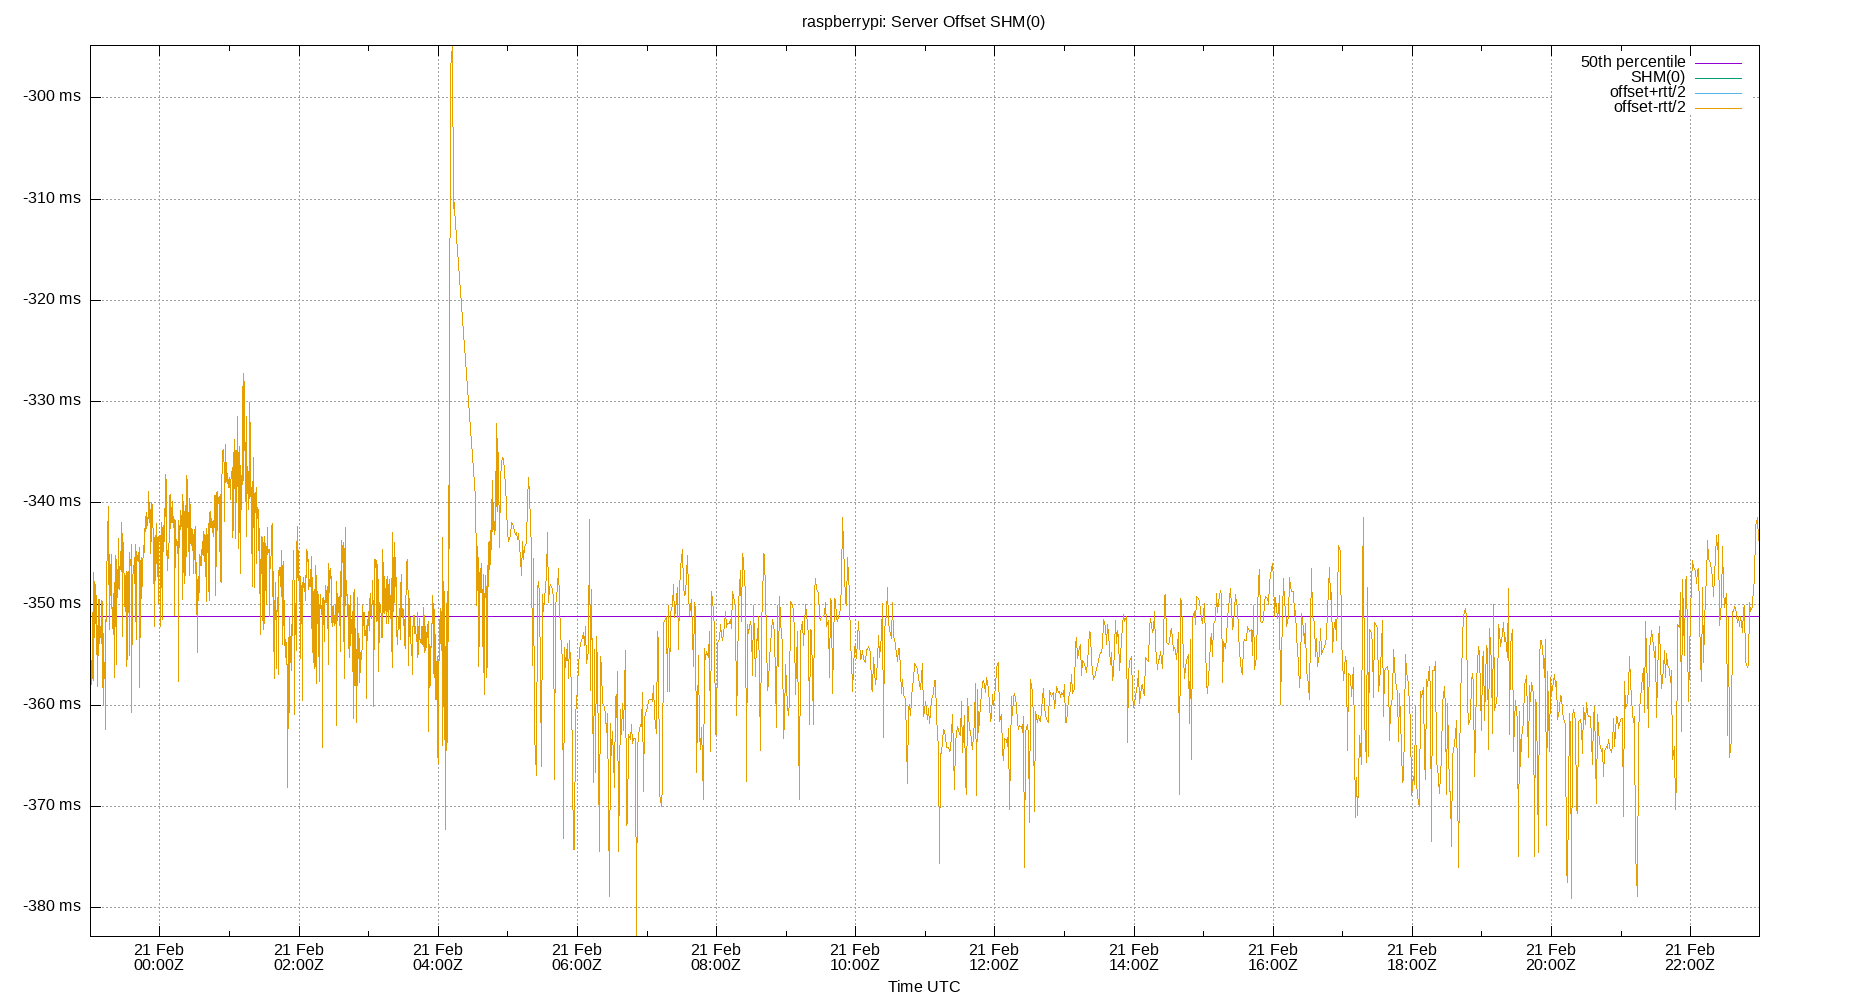 raspberrypi: Server Offset SHM(0)
50th percentile
SHM(0)
offset+rtt/2
offset-rtt/2
-300 ms
-310 ms
-320 ms
-330 ms
-340 ms
-350 ms
-360 ms
-370 ms
-380 ms
21 Feb 21 Feb 21 Feb 21 Feb 21 Feb 21 Feb 21 Feb 21 Feb 21 Feb 21 Feb 21 Feb 21 Feb
00:00Z 02:00Z 04:00Z 06:00Z 08:00Z 10:00Z 12:00Z 14:00Z 16:00Z 18:00Z 20:00Z 22:00Z
Time UTC